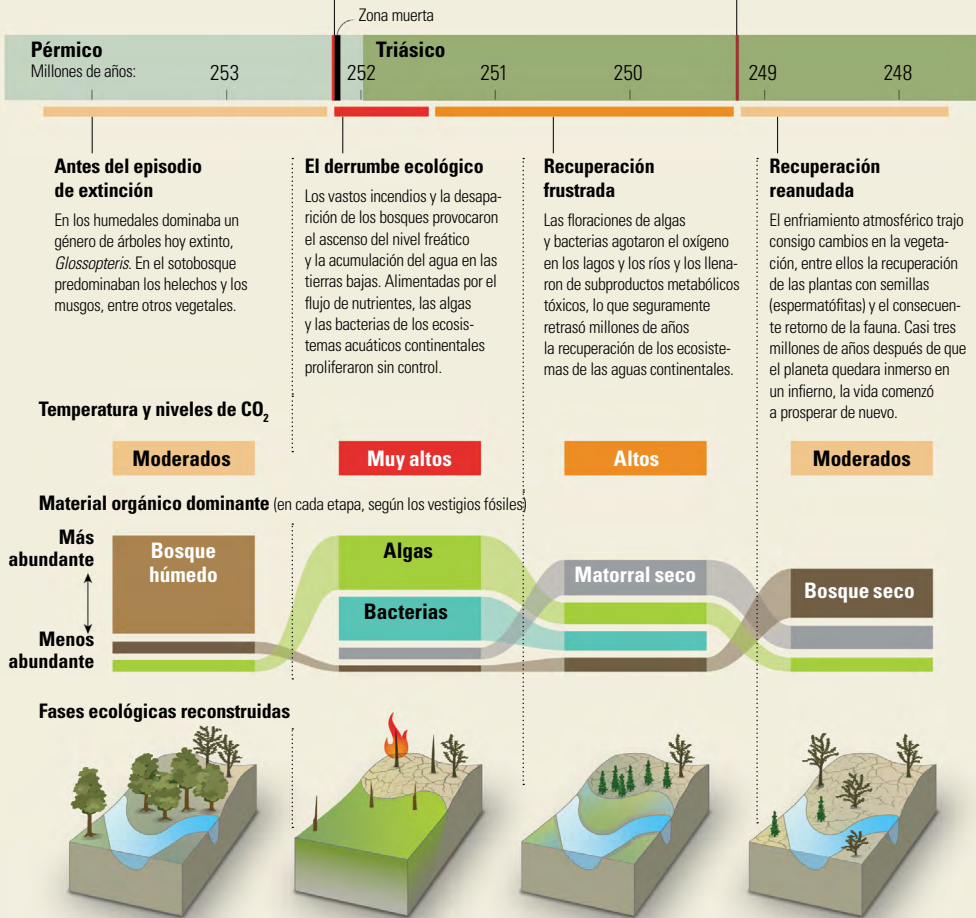 Zona muerta
Pérmico
Triásico
Millones de años:
253
252
251
250
249
248
Antes del episodio
de extinción
En los humedales dominaba un
género de árboles hoy extinto,
Glossopteris. En el sotobosque
predominaban los helechos y los
musgos, entre otros vegetales.
El derrumbe ecológico
Los vastos incendios y la desapa-
rición de los bosques provocaron
el ascenso del nivel freático
y la acumulación del agua en las
tierras bajas. Alimentadas por el
flujo de nutrientes, las algas
y las bacterias de los ecosis-
temas acuáticos continentales
proliferaron sin control.
Recuperación
frustrada
Las floraciones de algas
y bacterias agotaron el oxígeno
en los lagos y los ríos y los llena-
ron de subproductos metabólicos
tóxicos, lo que seguramente
retrasó millones de años
la recuperación de los ecosiste-
mas de las aguas continentales.
Recuperación
reanudada
El enfriamiento atmosférico trajo
consigo cambios en la vegeta-
ción, entre ellos la recuperación
de las plantas con semillas
(espermatófitas) y el consecuen-
te retorno de la fauna. Casi tres
millones de años después de que
el planeta quedara inmerso en
un infierno, la vida comenzó
a prosperar de nuevo.
Temperatura y niveles de CO₂
Moderados
Muy altos
Altos
Moderados
Material orgánico dominante (en cada etapa, según los vestigios fósiles)
Más
abundante
Menos
abundante
Bosque
húmedo
Algas
Bacterias
Matorral seco
Bosque seco
Fases ecológicas reconstruidas